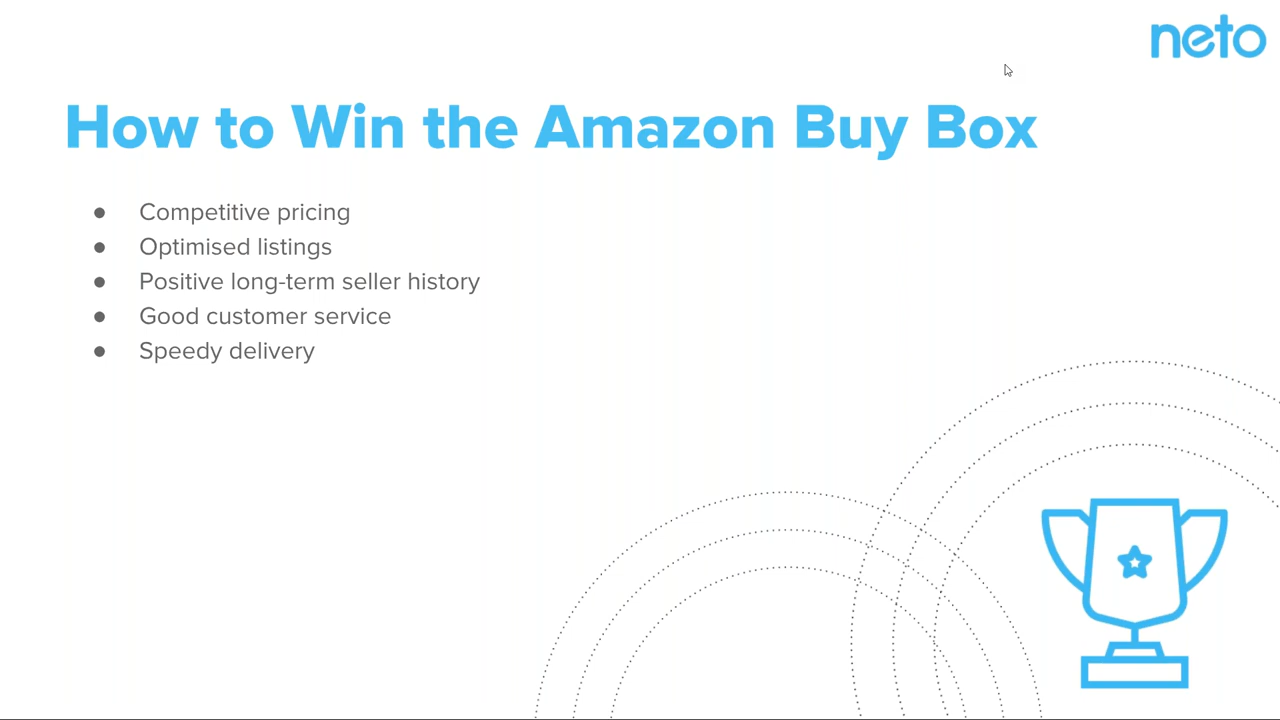 neto
How to Win the Amazon Buy Box
● Competitive pricing
● Optimised listings
● Positive long-term seller history
● Good customer service
● Speedy delivery